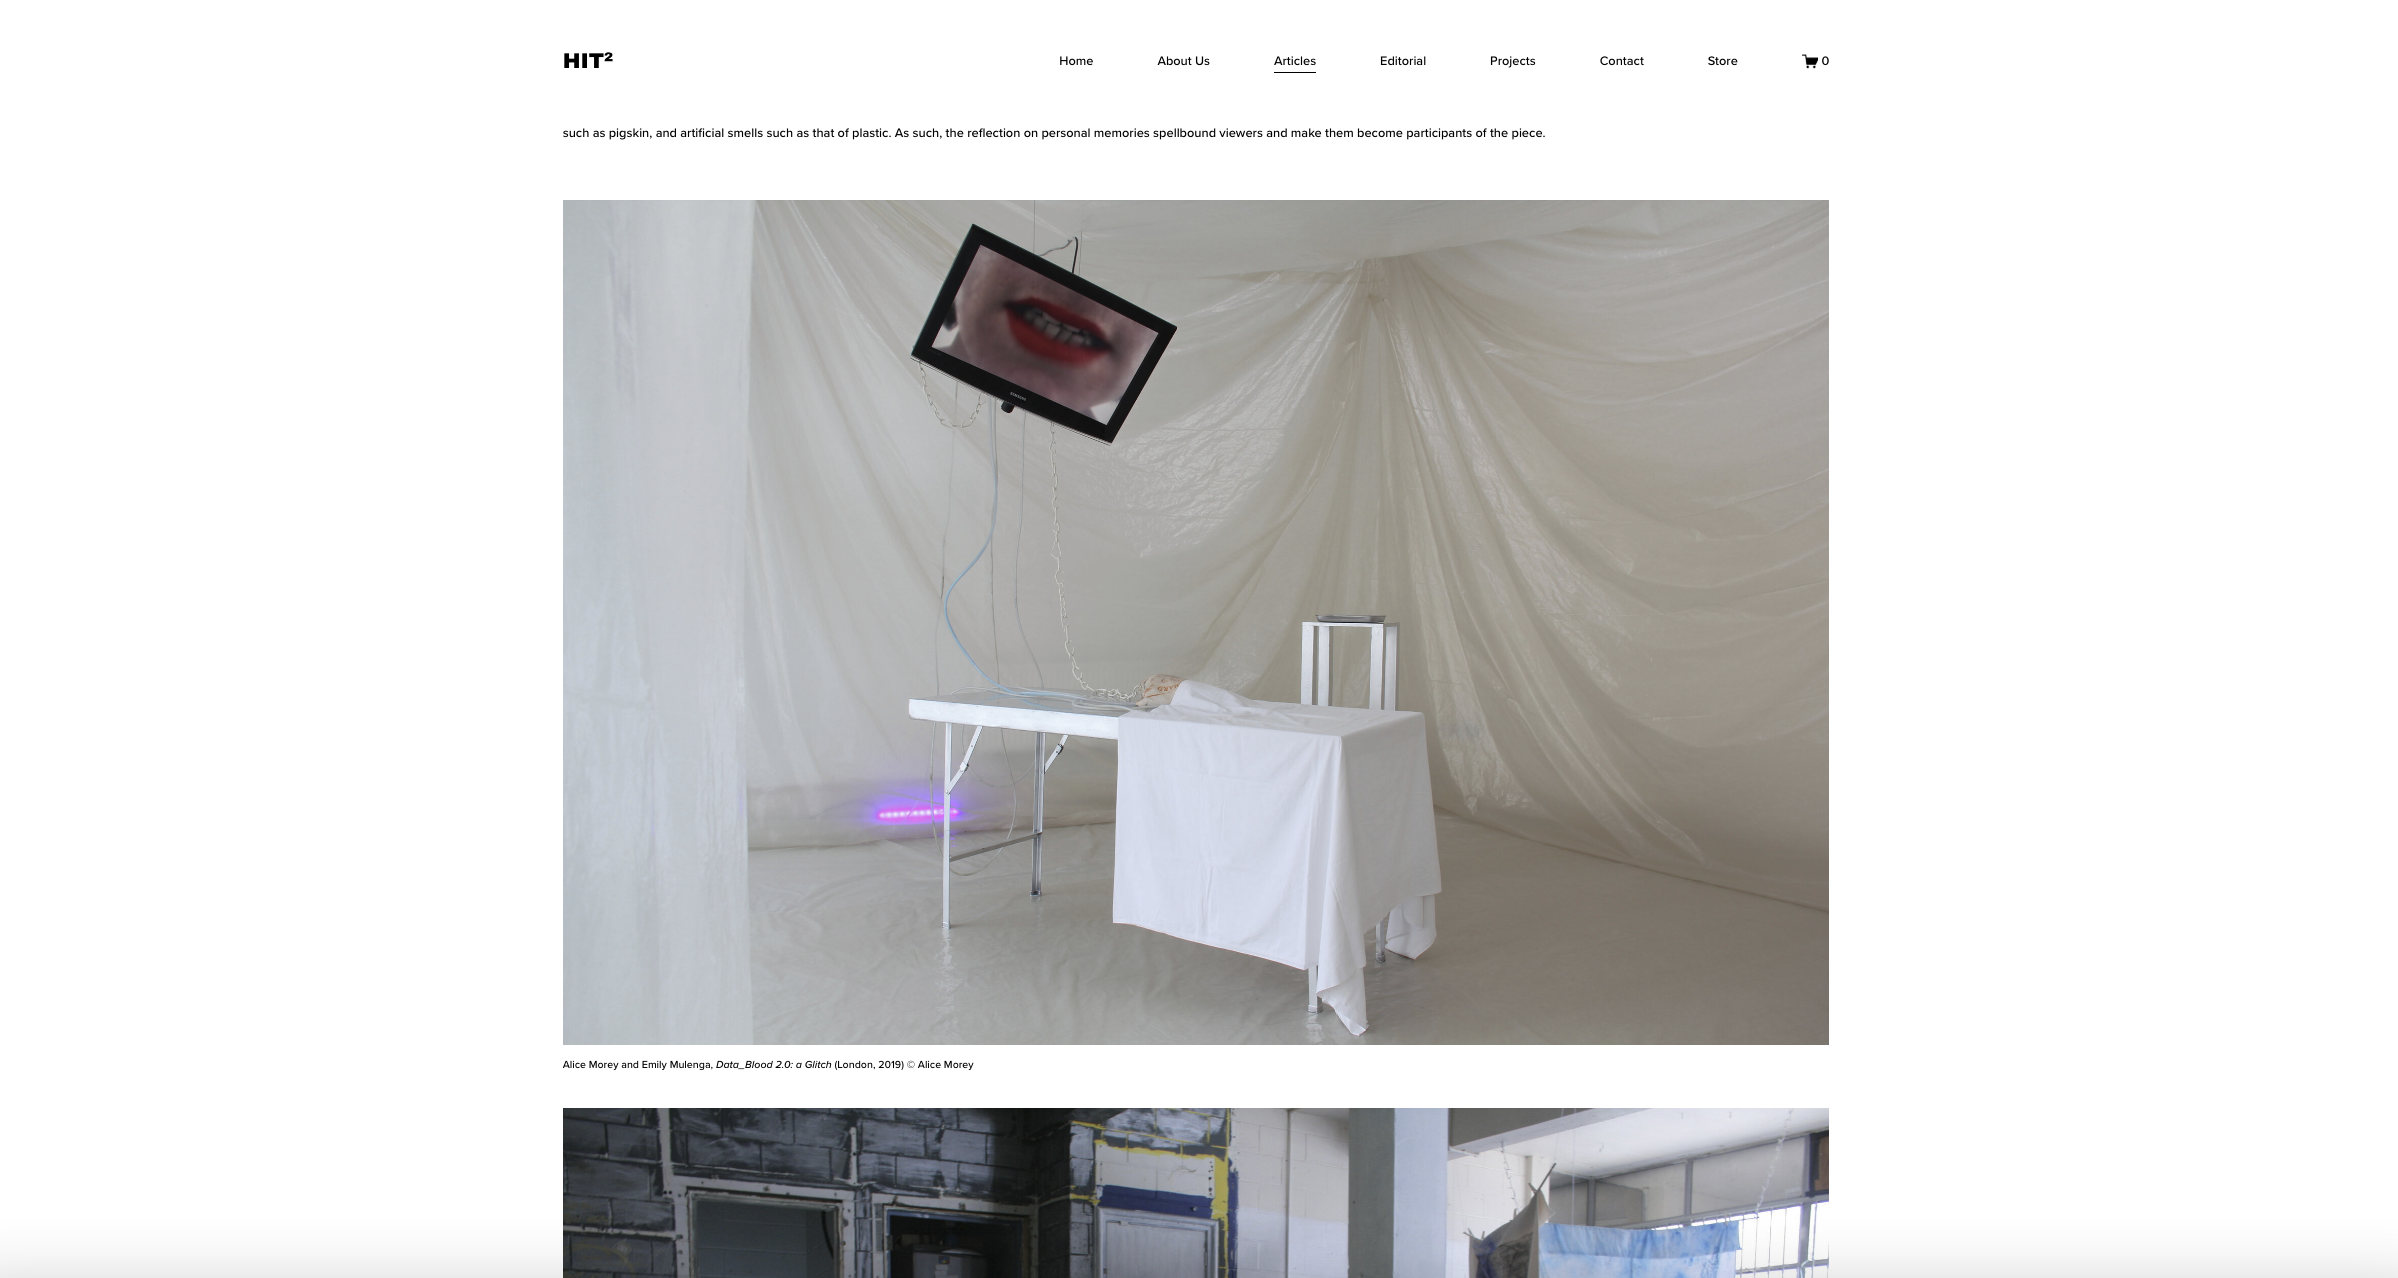 HIT²
Home About Us Articles Editorial Projects Contact Store 0
such as pigskin, and artificial smells such as that of plastic. As such, the reflection on personal memories spellbound viewers and make them become participants of the piece.
SAMSUNG
Alice Morey and Emily Mulenga, Data_Blood 2.0: a Glitch (London, 2019) © Alice Morey